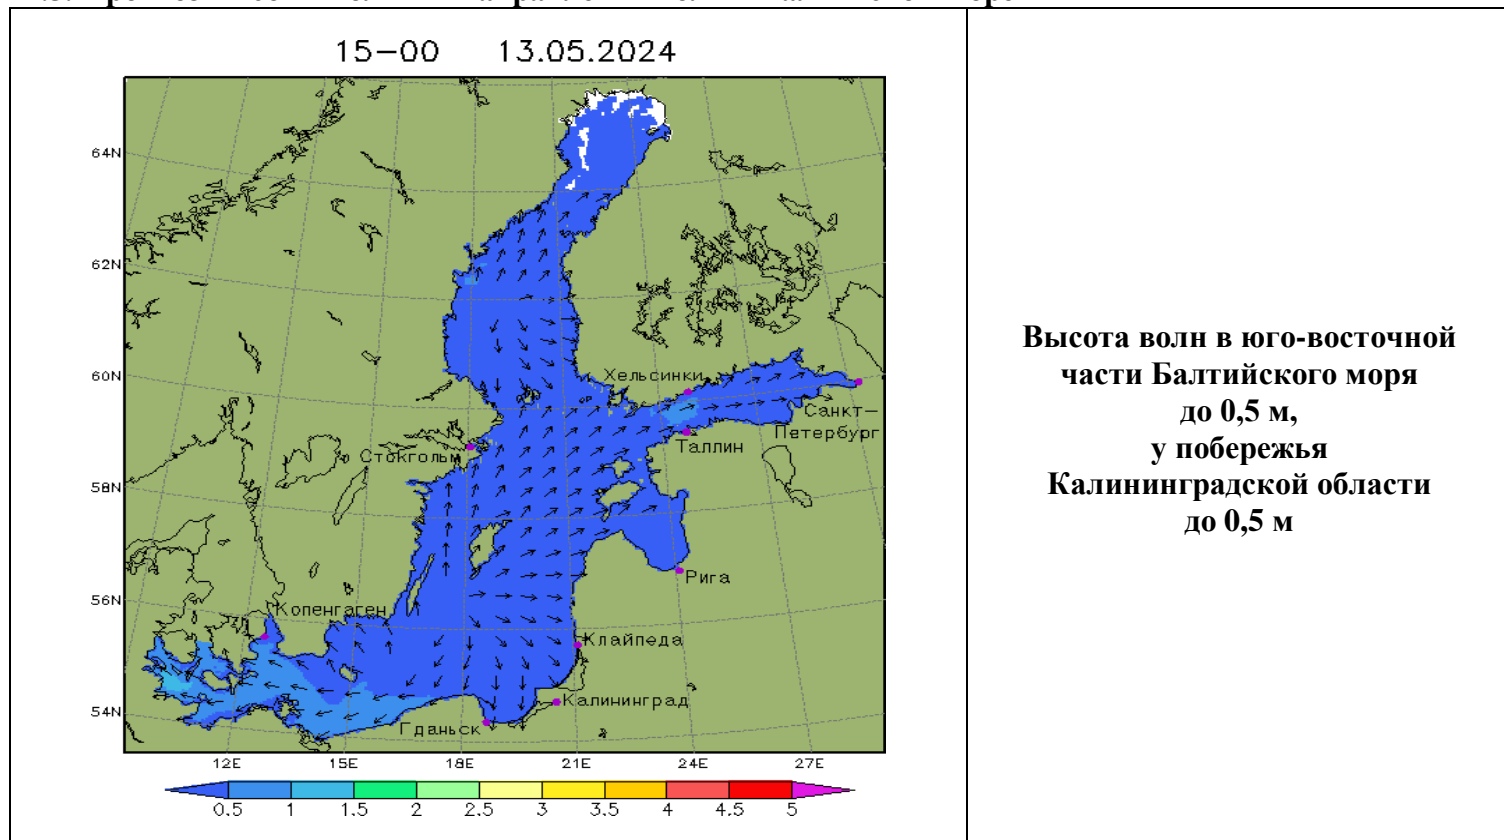 15-00 13.05.2024
64N
62N
60N
58N
56N
54N
Хельсинки
Санкт-
Петербург
Таллин
Стокгольм
Рига
Копенгаген
Клайпеда
Калининград
Гданьск
12E 15E 18E 21E 24E 27E
0.5 1 1.5 2 2.5 3 3.5 4 4.5 5
Высота волн в юго-восточной
части Балтийского моря
до 0,5 м,
у побережья
Калининградской области
до 0,5 м